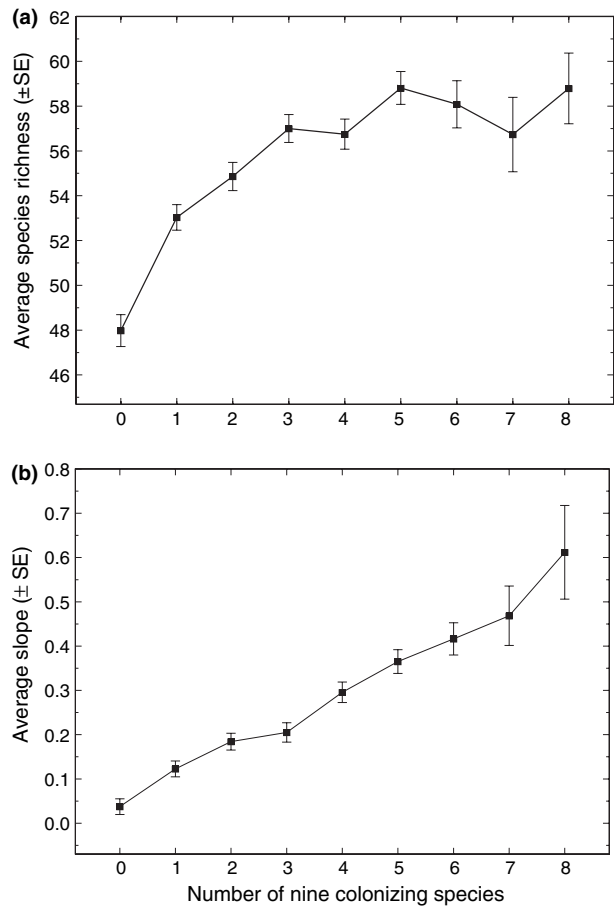 (a)
Average species richness (±SE)
62
60
58
56
54
52
50
48
46
0 1 2 3 4 5 6 7 8
(b)
Average slope (± SE)
0.8
0.7
0.6
0.5
0.4
0.3
0.2
0.1
0.0
0 1 2 3 4 5 6 7 8
Number of nine colonizing species